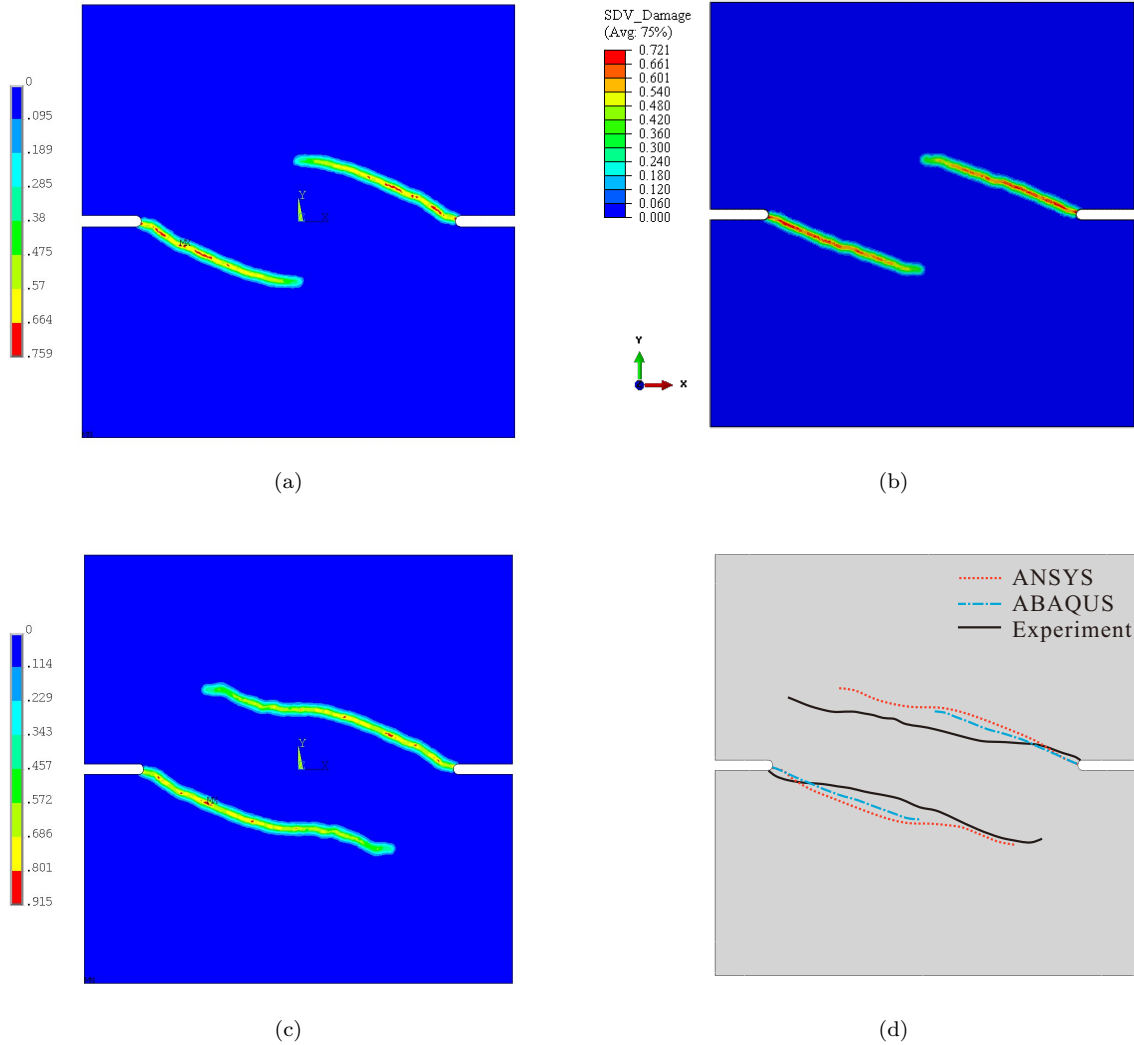 0
.095
.189
.285
.38
.475
.57
.664
.759
Y
X
(a)
SDV_Damage
(Avg: 75%)
0.721
0.661
0.601
0.540
0.480
0.420
0.360
0.300
0.240
0.180
0.120
0.060
0.000
Y
X
(b)
0
.114
.229
.343
.457
.572
.686
.801
.915
Y
X
(c)
ANSYS
ABAQUS
Experiment
(d)